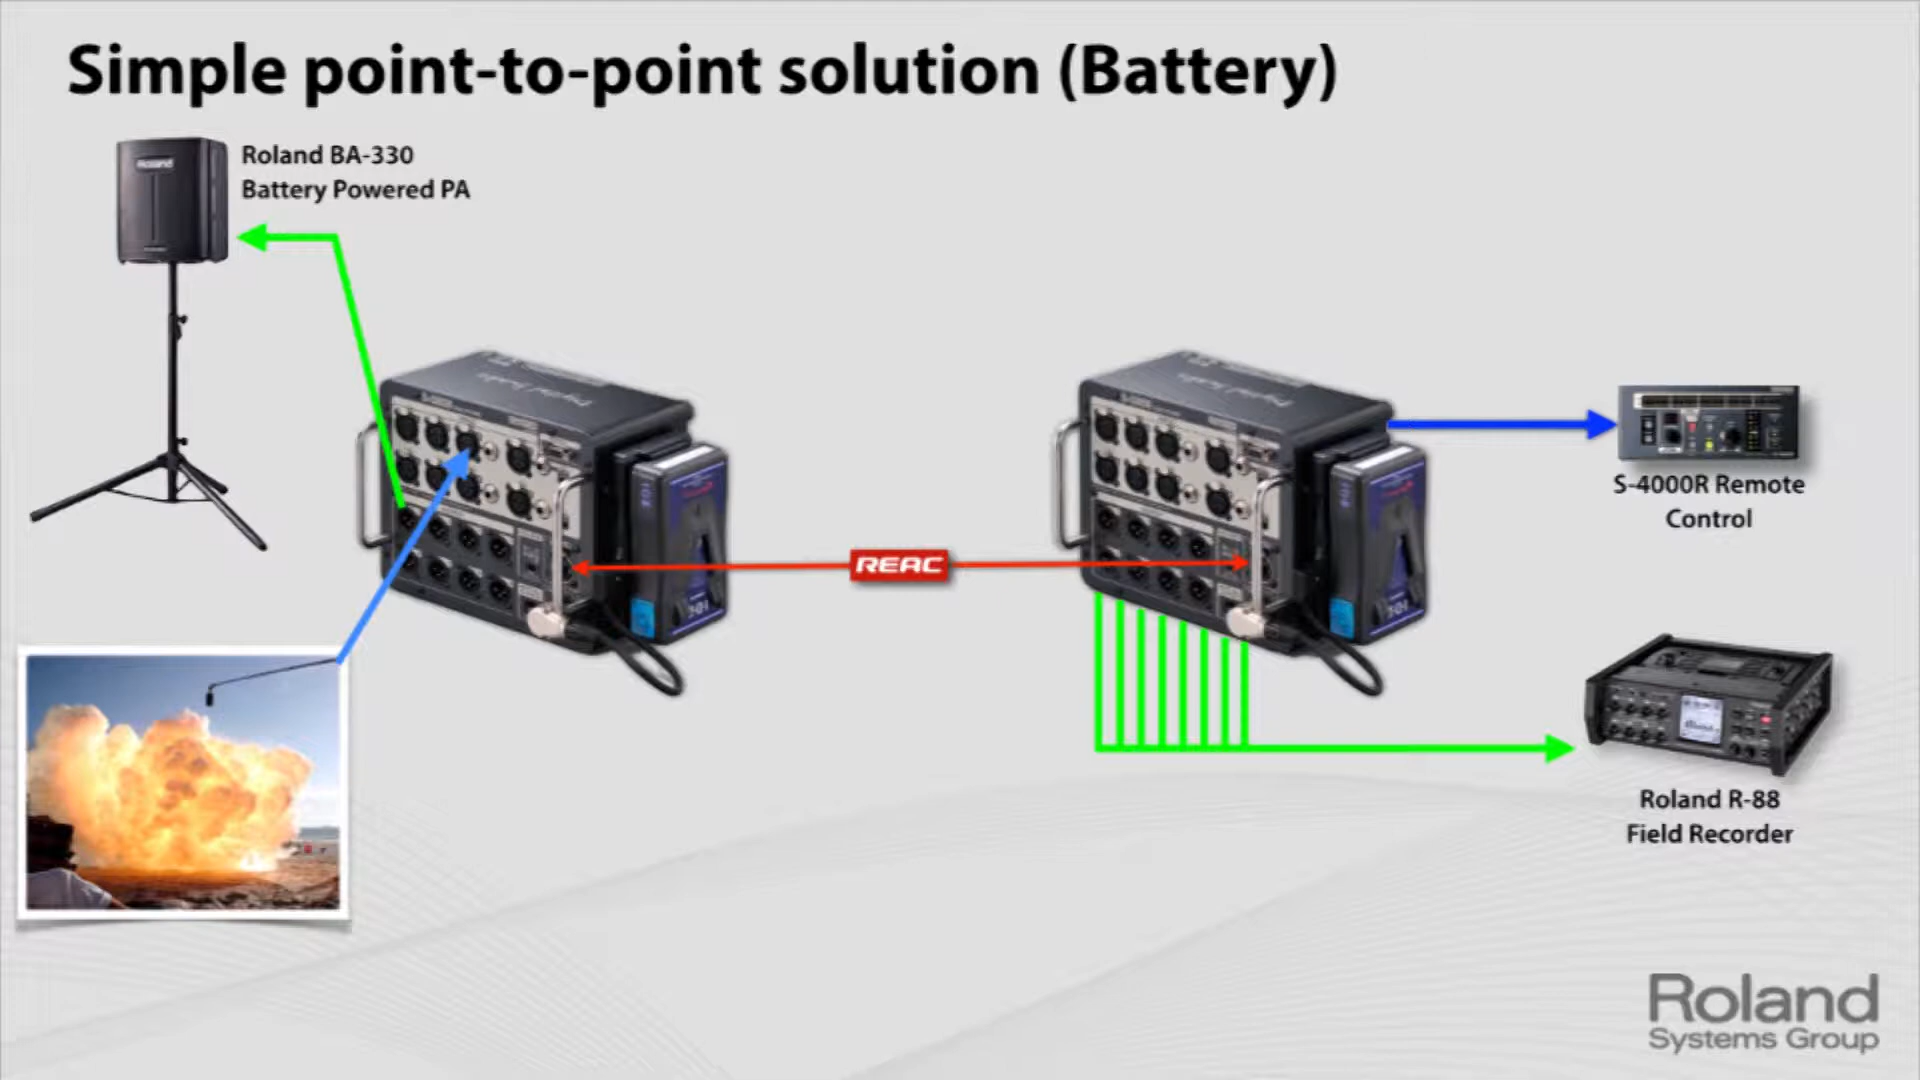 Simple point-to-point solution (Battery)
Roland
Roland BA-330
Battery Powered PA
REAC
S-4000R Remote
Control
Roland R-88
Field Recorder
Roland
Systems Group